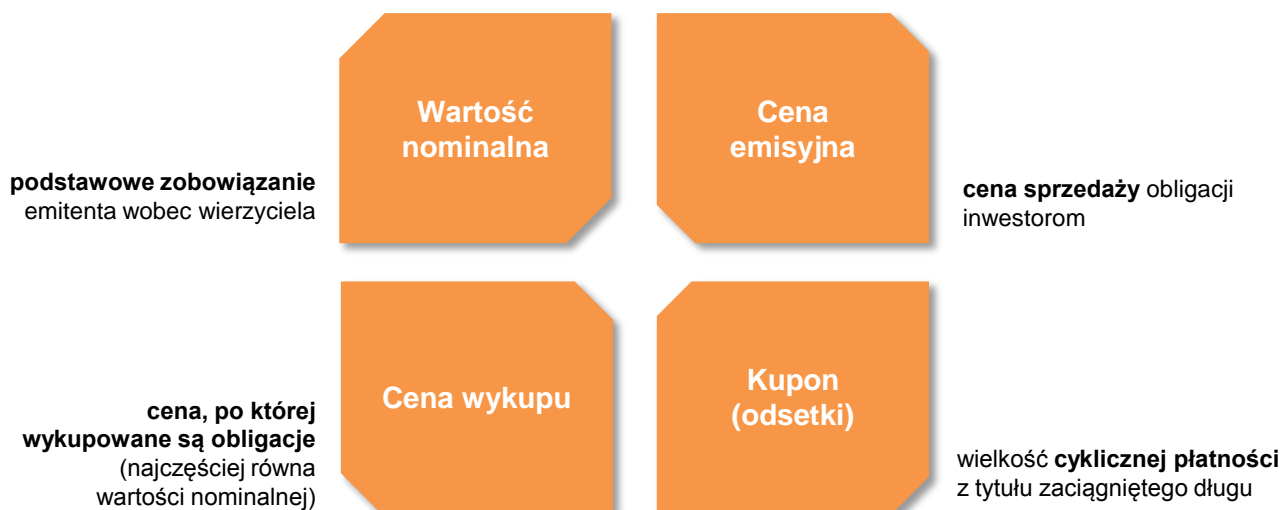 Wartość
nominalna
podstawowe zobowiązanie
emitenta wobec wierzyciela
Cena
emisyjna
cena sprzedaży obligacji
inwestorom
Cena wykupu
cena, po której
wykupowane są obligacje
(najczęściej równa
wartości nominalnej)
Kupon
(odsetki)
wielkość cyklicznej płatności
z tytułu zaciągniętego długu